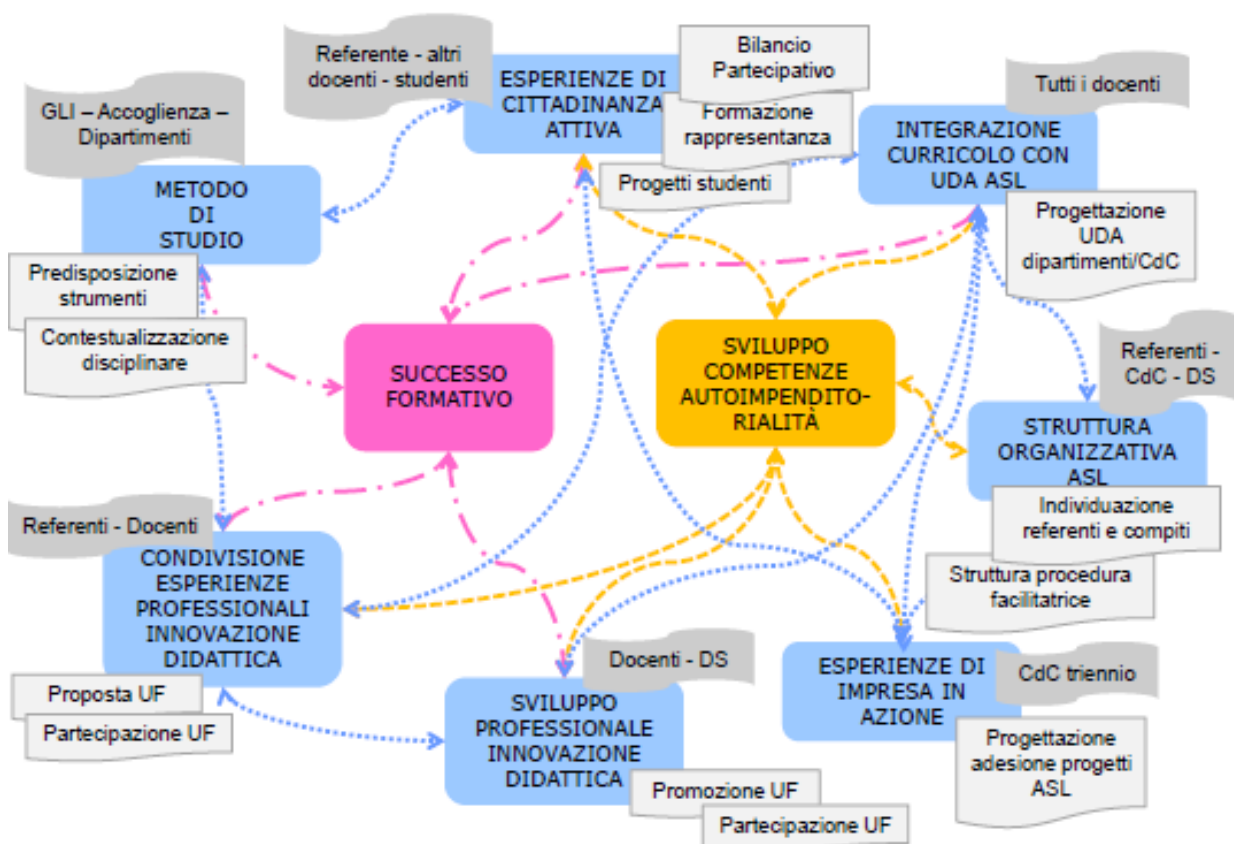 Referente - altri
docenti - studenti
Bilancio
Partecipativo
Tutti i docenti
GLI – Accoglienza –
Dipartimenti
ESPERIENZE DI
CITTADINANZA
ATTIVA
Formazione
rappresentanza
INTEGRAZIONE
CURRICOLO CON
UDA ASL
METODO
DI
STUDIO
Progetti studenti
Progettazione
UDA
dipartimenti/CdC
Predisposizione
strumenti
Contestualizzazione
disciplinare
SUCCESSO
FORMATIVO
SVILUPPO
COMPETENZE
AUTOIMPENDITO-
RIALITÀ
Referenti -
CdC - DS
STRUTTURA
ORGANIZZATIVA
ASL
Individuazione
referenti e compiti
Referenti - Docenti
CONDIVISIONE
ESPERIENZE
PROFESSIONALI
INNOVAZIONE
DIDATTICA
Struttura procedura
facilitatrice
Docenti - DS
ESPERIENZE DI
IMPRESA IN
AZIONE
CdC triennio
Proposta UF
Partecipazione UF
SVILUPPO
PROFESSIONALE
INNOVAZIONE
DIDATTICA
Progettazione
adesione progetti
ASL
Promozione UF
Partecipazione UF